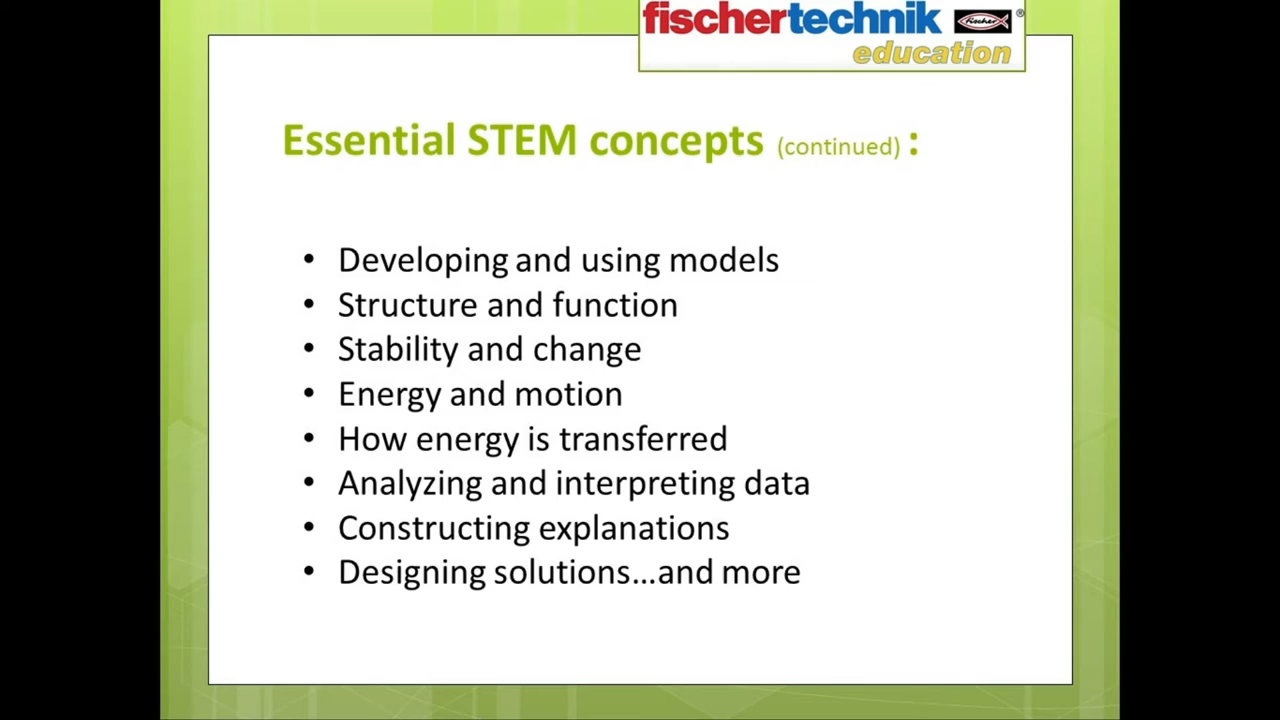 fischertechnik fischer ®
education
Essential STEM concepts (continued) :
• Developing and using models
• Structure and function
• Stability and change
• Energy and motion
• How energy is transferred
• Analyzing and interpreting data
• Constructing explanations
• Designing solutions...and more